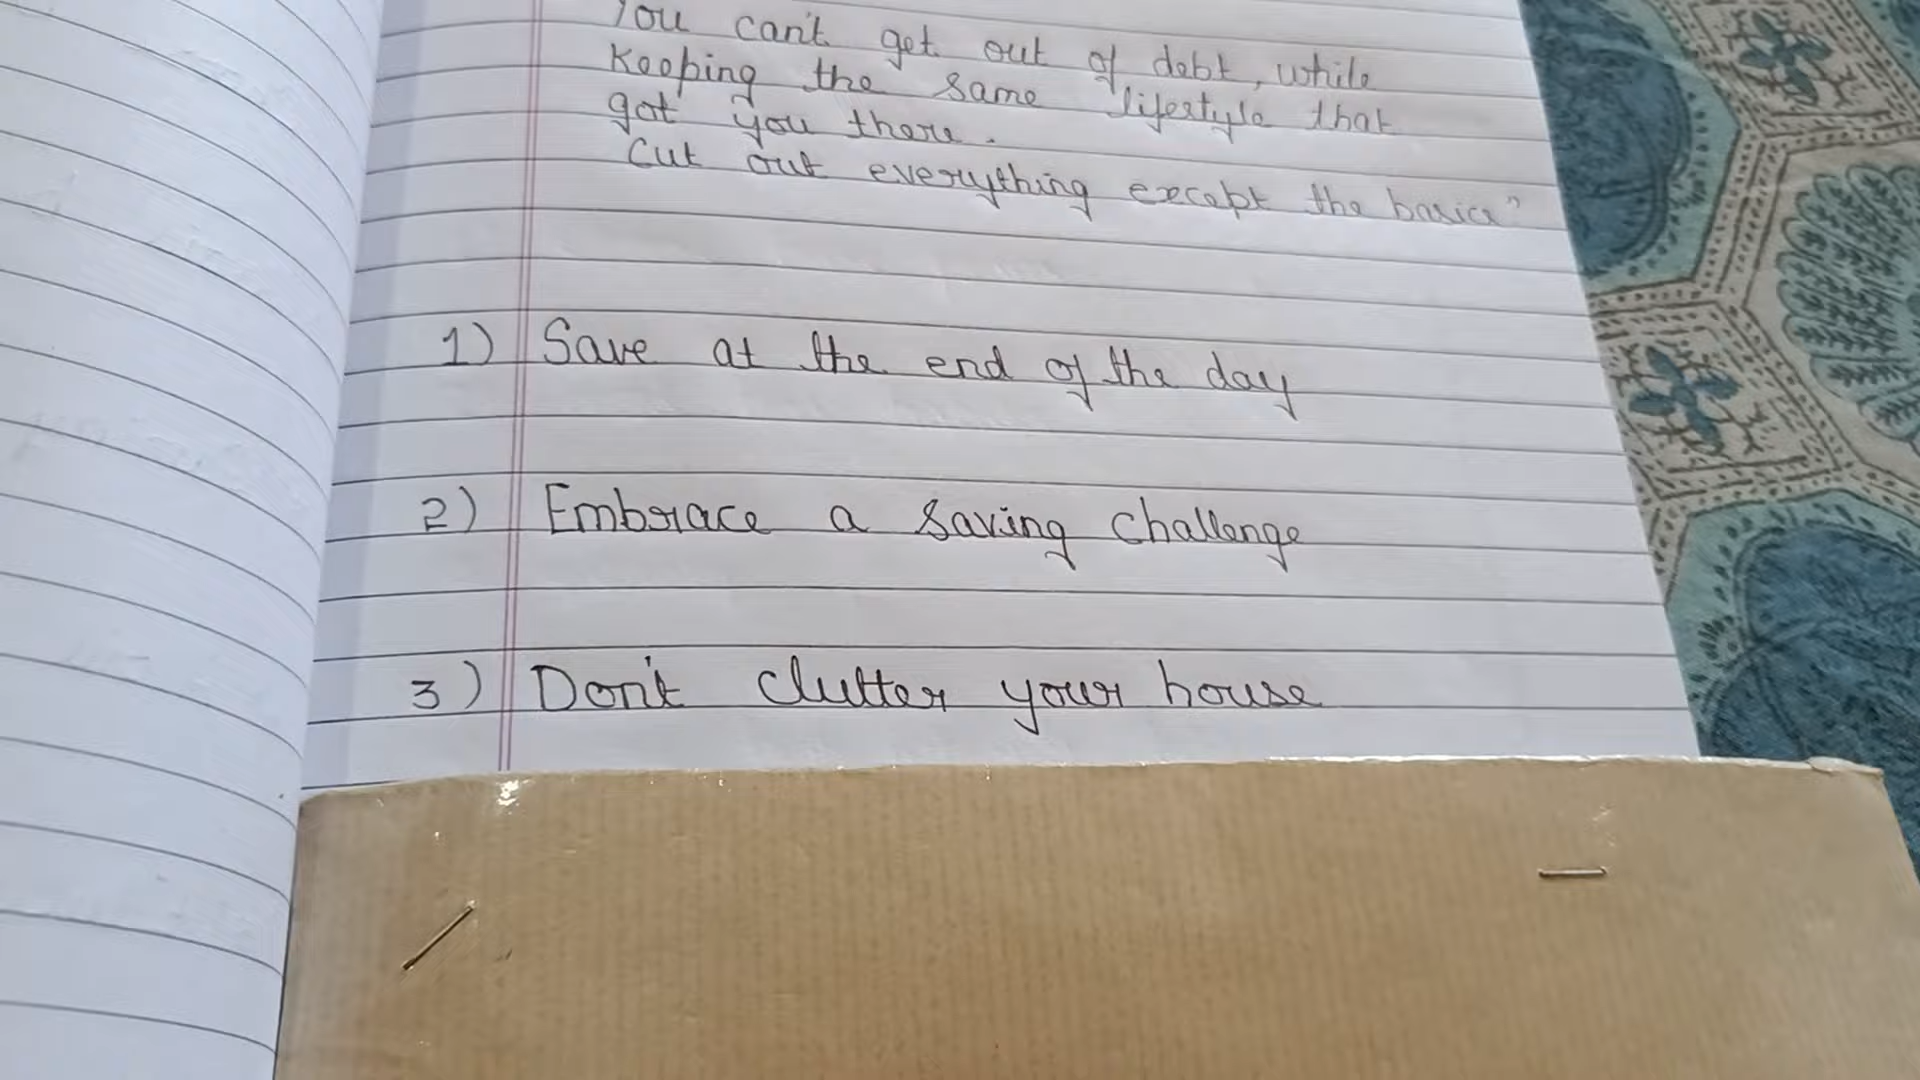 You can't get out of debt, while
keeping the same lifestyle that
got you there.
Cut out everything except the basics"
1) Save at the end of the day
2) Embrace a saving challenge
3) Don't clutter your house